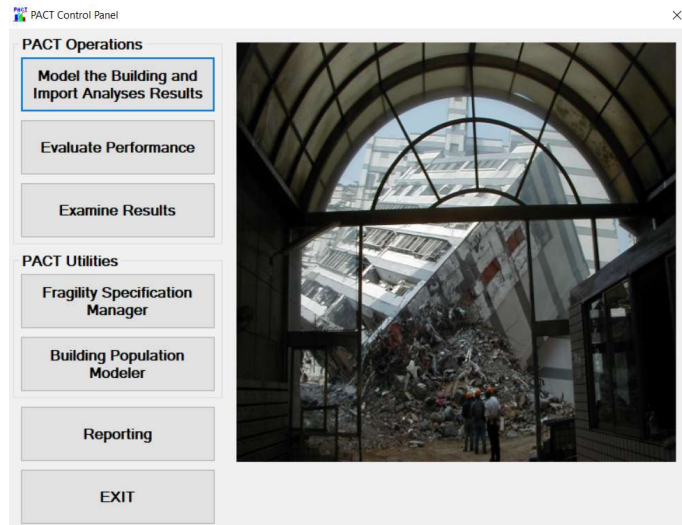 PACT
PACT Control Panel
PACT Operations
Model the Building and
Import Analyses Results
Evaluate Performance
Examine Results
PACT Utilities
Fragility Specification
Manager
Building Population
Modeler
Reporting
EXIT